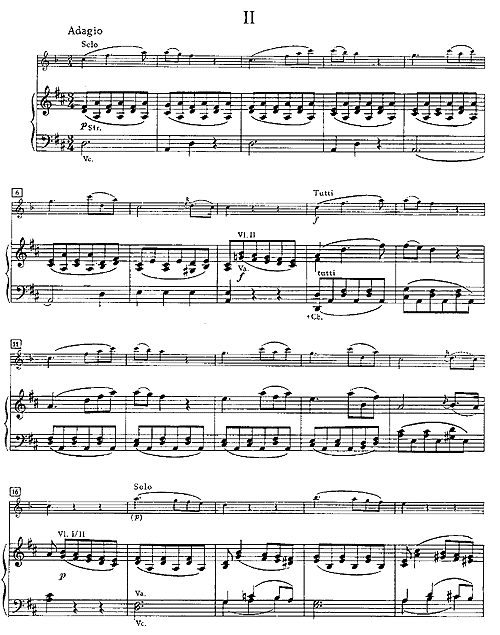 II
Adagio
Solo
p Str.
Vc.
6
Tutti
f
Vl. II
Va.
f
tutti
+Cb.
11
16
Solo
(p)
Vl. I/II
p
Va.
Vc.